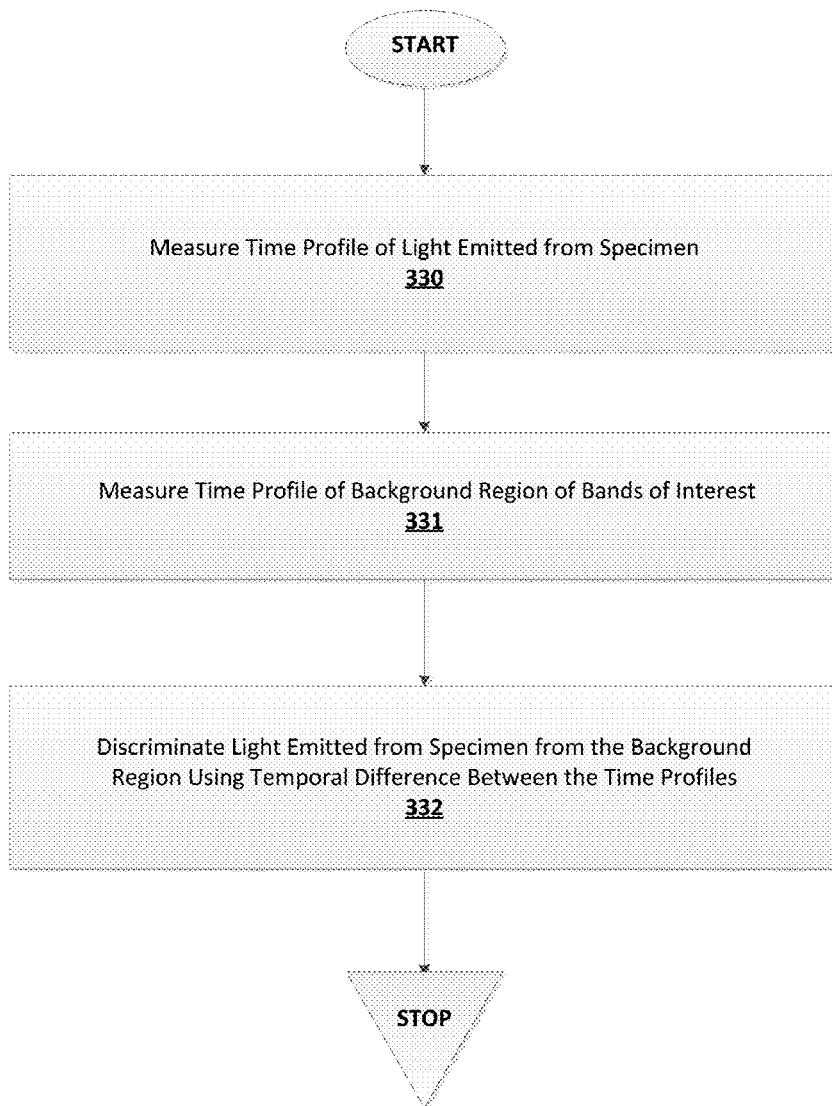 START
Measure Time Profile of Light Emitted from Specimen
330
Measure Time Profile of Background Region of Bands of Interest
331
Discriminate Light Emitted from Specimen from the Background
Region Using Temporal Difference Between the Time Profiles
332
STOP